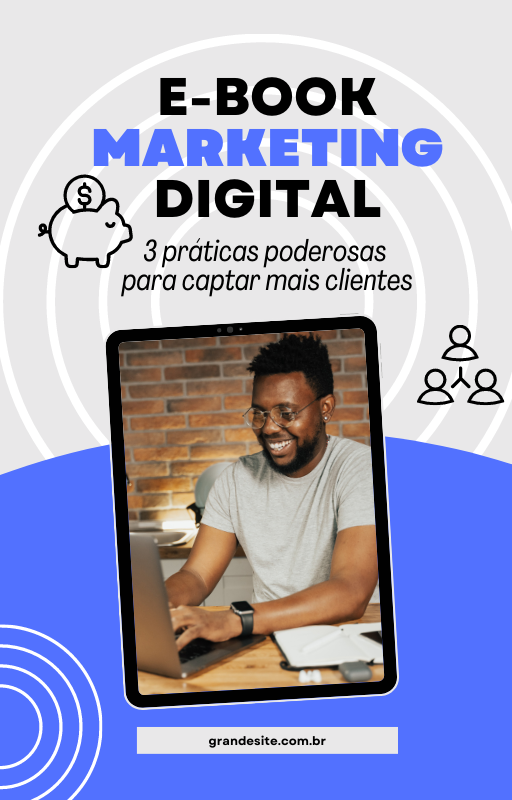 E-BOOK
MARKETING
DIGITAL
$
3 práticas poderosas
para captar mais clientes
grandesite.com.br